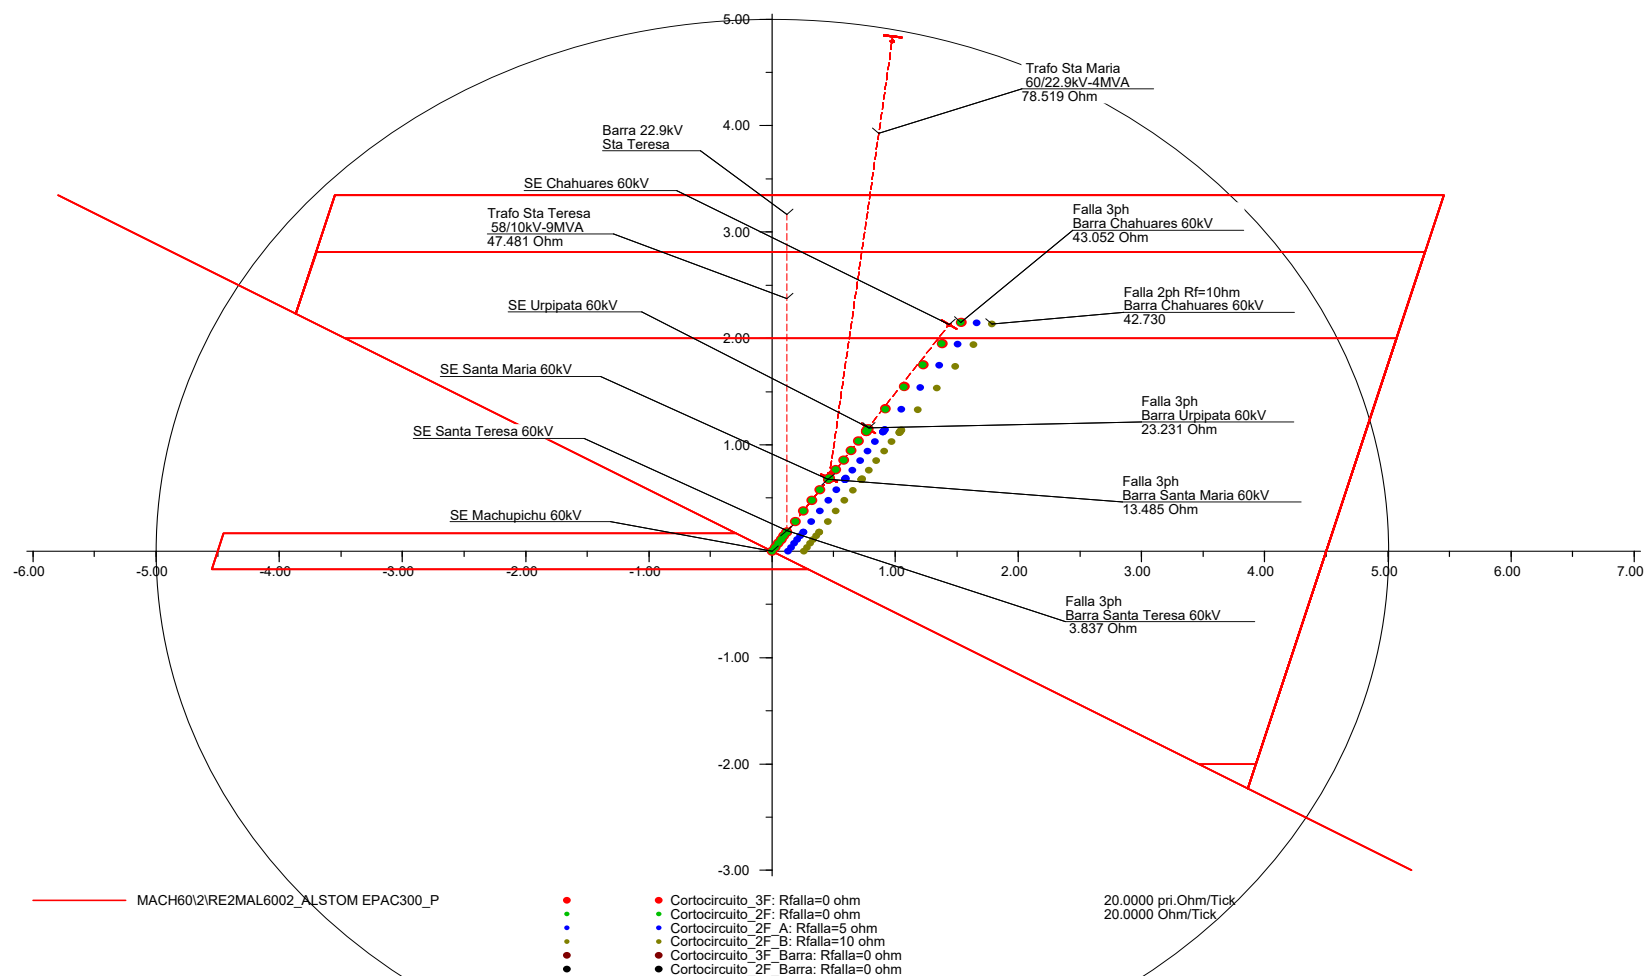 5.00
Trafo Sta Maria
60/22.9kV-4MVA
78.519 Ohm
4.00
Barra 22.9kV
Sta Teresa
SE Chahuares 60kV
Trafo Sta Teresa
58/10kV-9MVA
47.481 Ohm
3.00
Falla 3ph
Barra Chahuares 60kV
43.052 Ohm
SE Urpipata 60kV
Falla 2ph Rf=10hm
Barra Chahuares 60kV
42.730
2.00
SE Santa Maria 60kV
Falla 3ph
Barra Urpipata 60kV
23.231 Ohm
SE Santa Teresa 60kV
1.00
Falla 3ph
Barra Santa Maria 60kV
13.485 Ohm
SE Machupichu 60kV
-6.00 -5.00 -4.00 -3.00 -2.00 -1.00 1.00 2.00 3.00 4.00 5.00 6.00 7.00
Falla 3ph
Barra Santa Teresa 60kV
3.837 Ohm
-1.00
-2.00
-3.00
MACH60\2\RE2MAL6002_ALSTOM EPAC300_P
Cortocircuito_3F: Rfalla=0 ohm
Cortocircuito_2F: Rfalla=0 ohm
Cortocircuito_2F_A: Rfalla=5 ohm
Cortocircuito_2F_B: Rfalla=10 ohm
Cortocircuito_3F_Barra: Rfalla=0 ohm
Cortocircuito_2F_Barra: Rfalla=0 ohm
20.0000 pri.Ohm/Tick
20.0000 Ohm/Tick